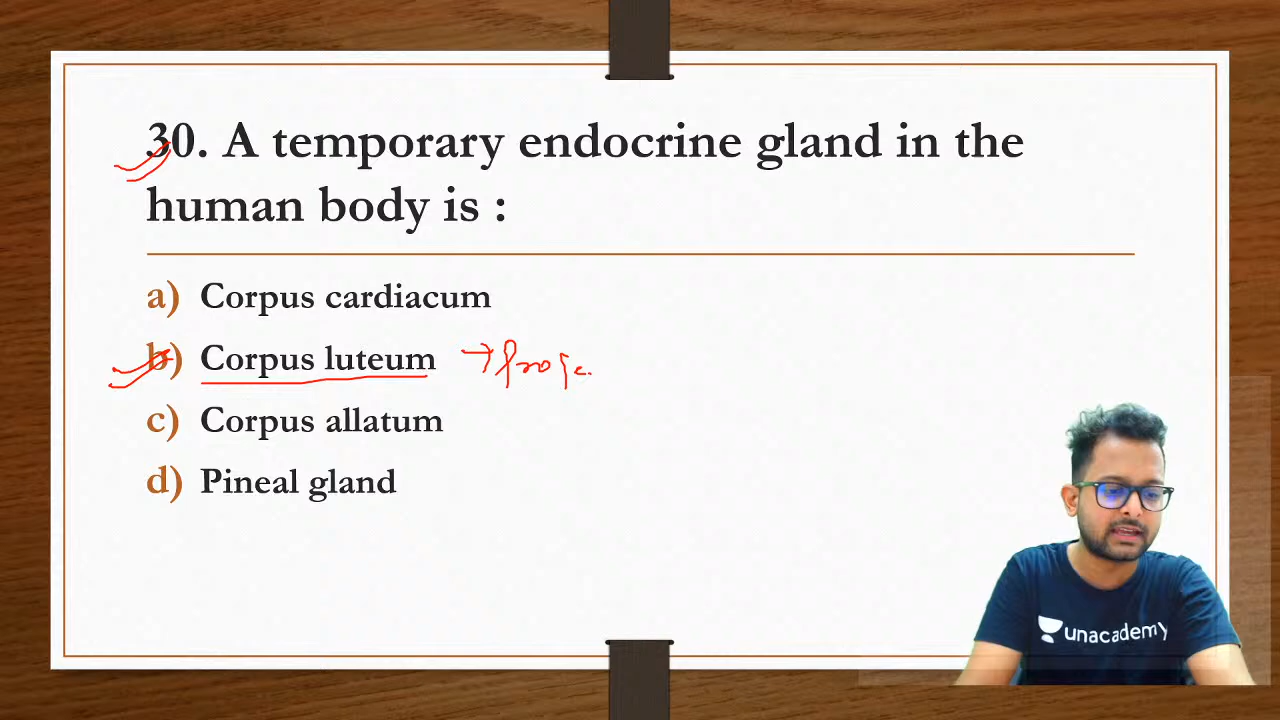 30. A temporary endocrine gland in the
human body is :
a) Corpus cardiacum
b) Corpus luteum
c) Corpus allatum
d) Pineal gland
unacademy